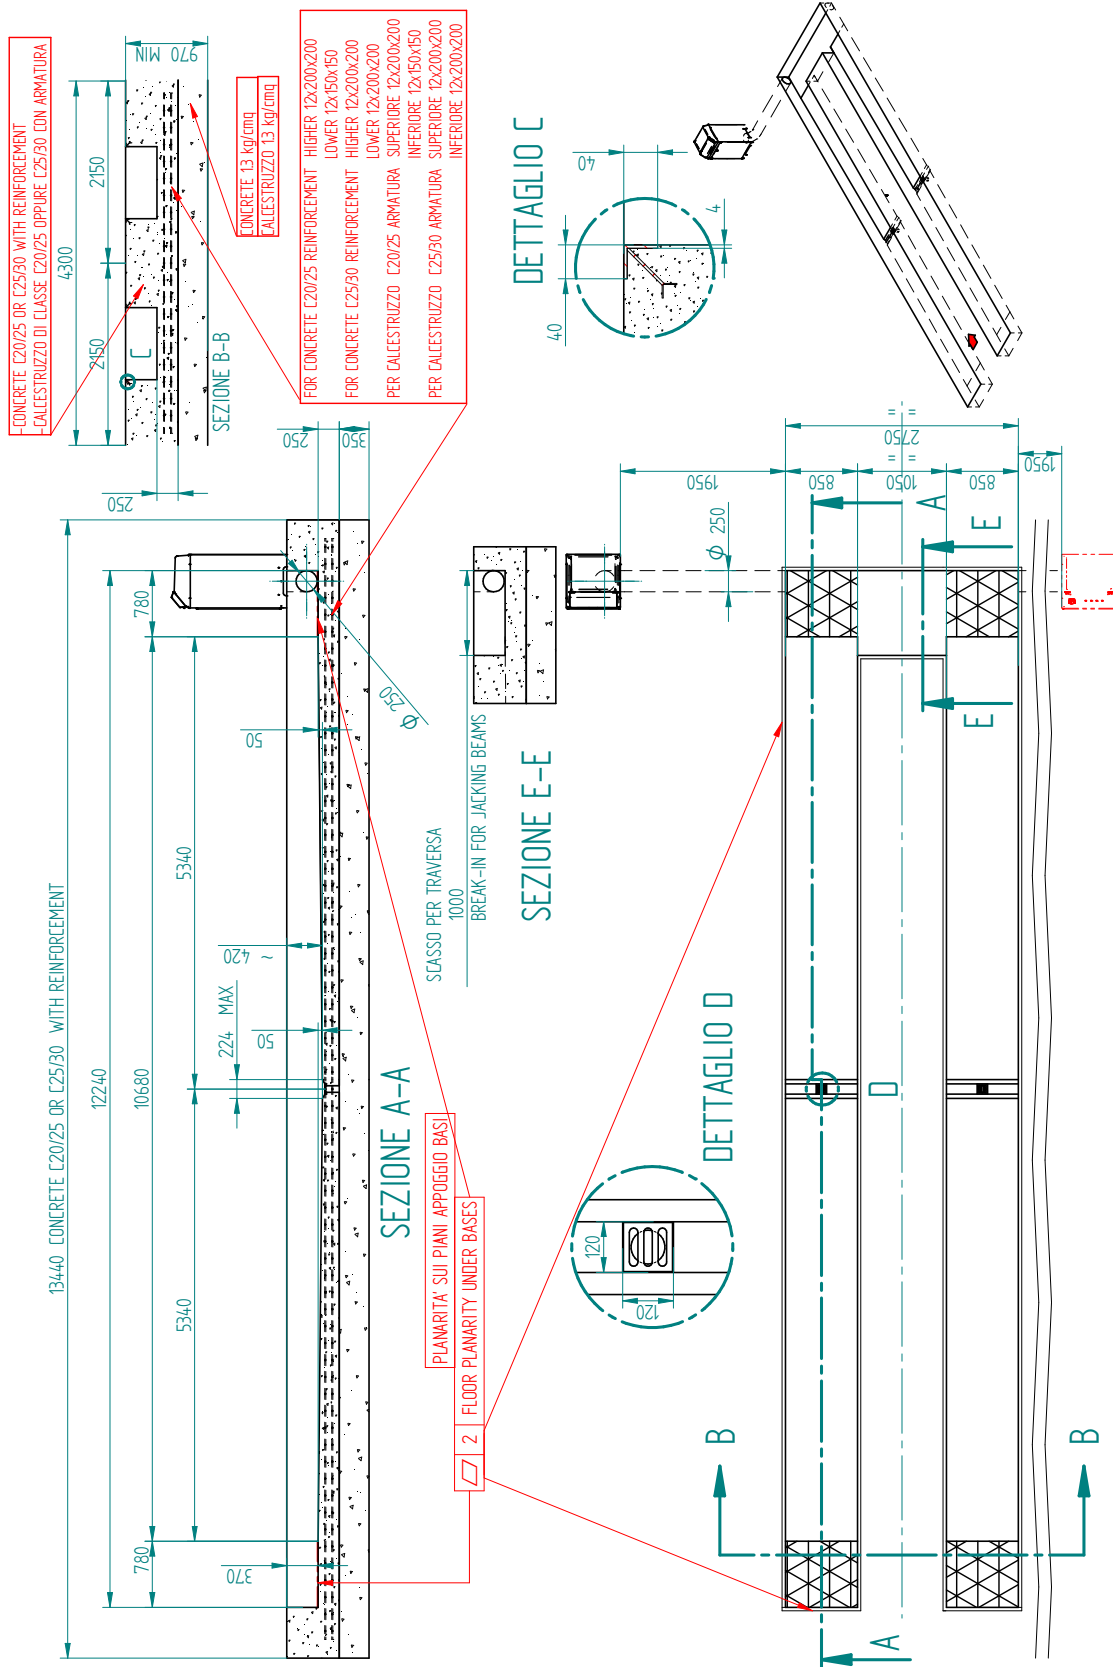 -CONCRETE C20/25 OR C25/30 WITH REINFORCEMENT
-CALCESTRUZZO DI CLASSE C20/25 OPPURE C25/30 CON ARMATURA
4300
2150
2150
970 MIN
250
C
SEZIONE B-B
CONCRETE 13 kg/cmq
CALCESTRUZZO 13 kg/cmq
FOR CONCRETE C20/25 REINFORCEMENT HIGHER 12x200x200
LOWER 12x150x150
FOR CONCRETE C25/30 REINFORCEMENT HIGHER 12x200x200
LOWER 12x200x200
PER CALCESTRUZZO C20/25 ARMATURA SUPERIORE 12x200x200
INFERIORE 12x150x150
PER CALCESTRUZZO C25/30 ARMATURA SUPERIORE 12x200x200
INFERIORE 12x200x200
DETTAGLIO C
40
40
4
13440 CONCRETE C20/25 OR C25/30 WITH REINFORCEMENT
12240
780
10680
780
5340
5340
224 MAX
~ 420
50
50
370
250
350
Φ 250
SEZIONE A-A
SCASSO PER TRAVERSA
1000
BREAK-IN FOR JACKING BEAMS
SEZIONE E-E
PLANARITA' SUI PIANI APPOGGIO BASI
2 FLOOR PLANARITY UNDER BASES
DETTAGLIO D
120
120
1950
Φ 250
850
1050
850
2750
= =
= =
1950
A
A
B
B
D
E
E